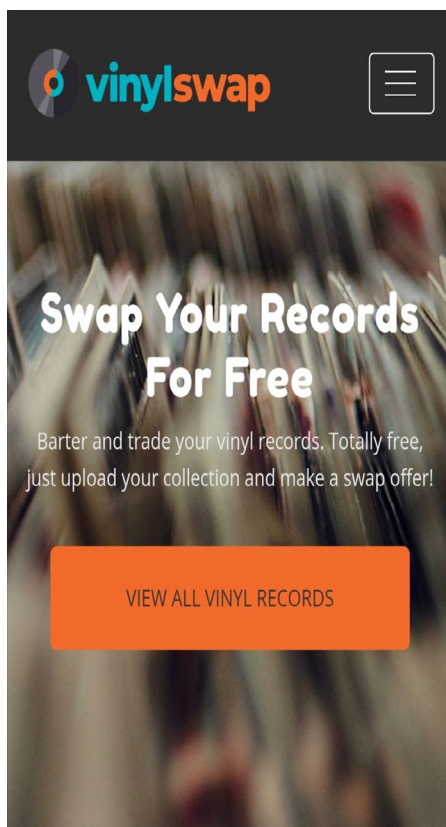 vinylswap
Swap Your Records
For Free
Barter and trade your vinyl records. Totally free,
just upload your collection and make a swap offer!
VIEW ALL VINYL RECORDS